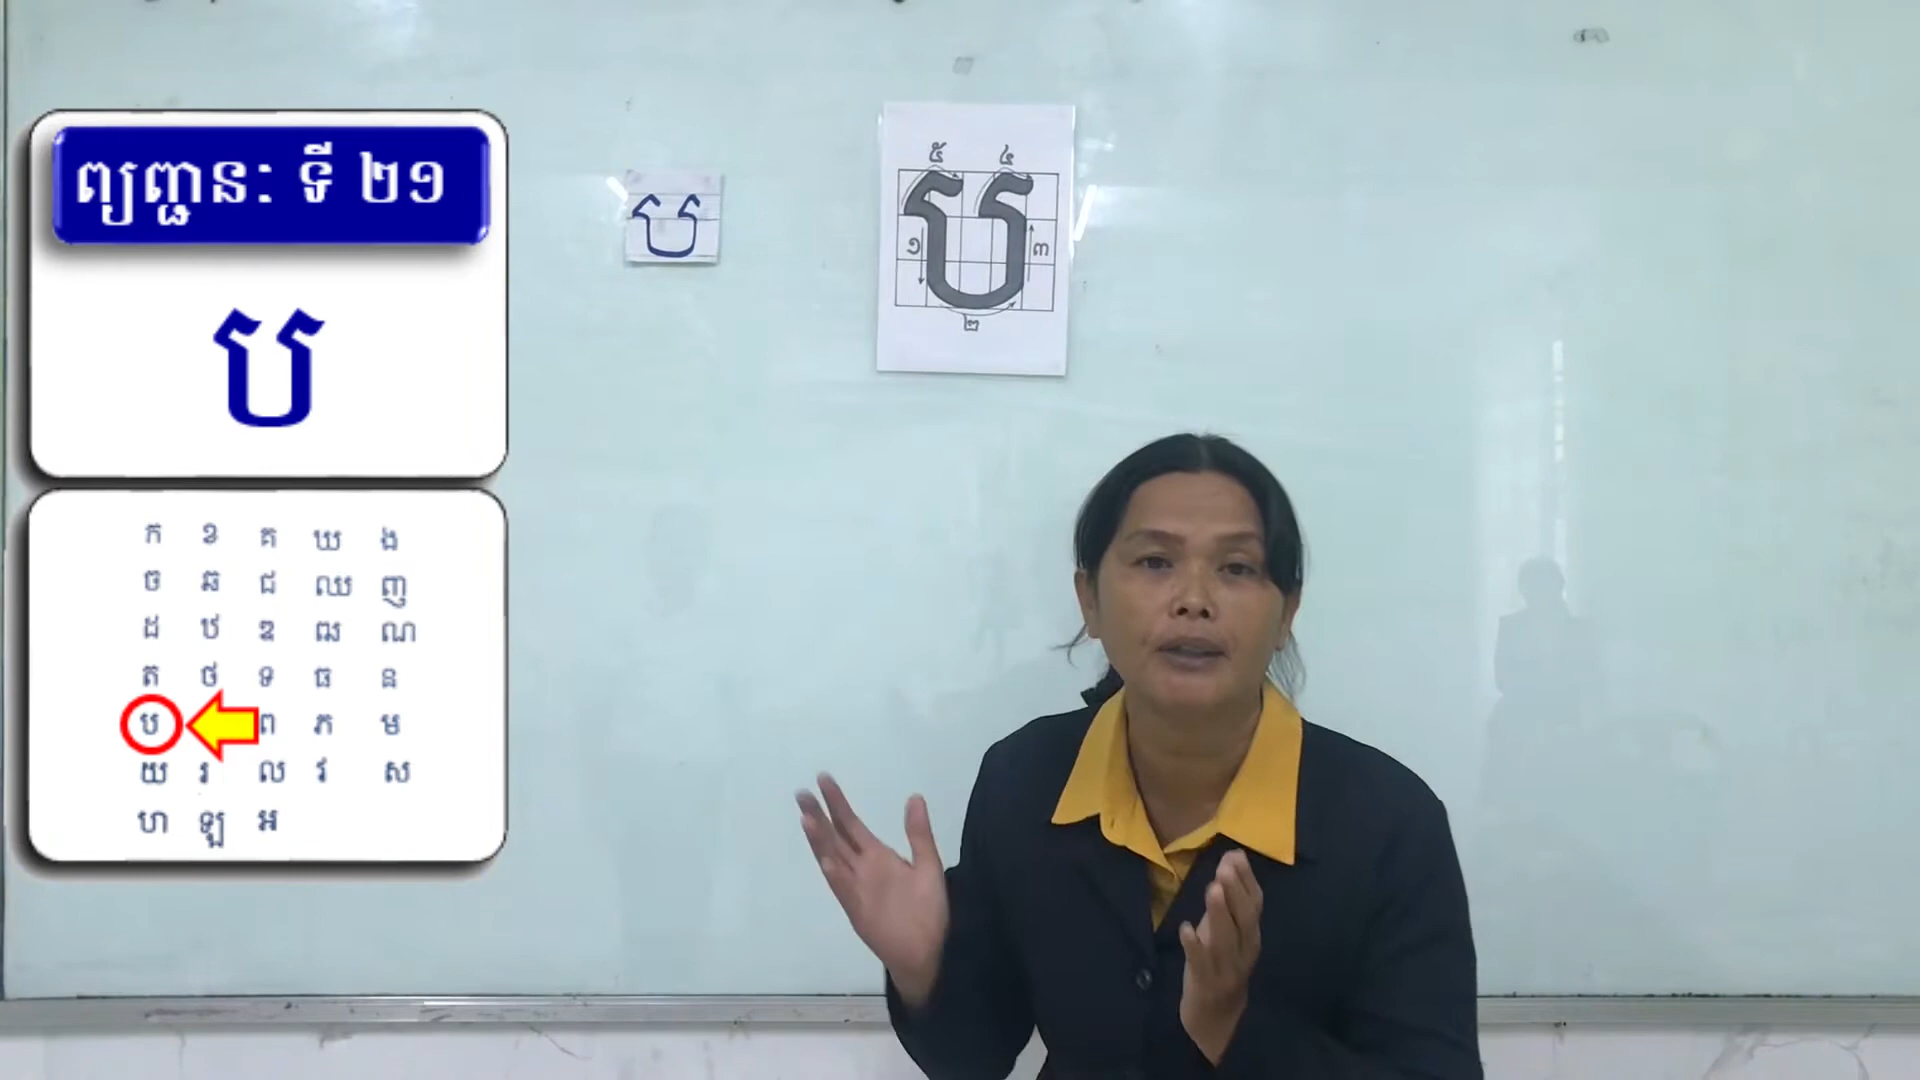 ព្យញ្ជនៈ ទី ២១
ប
ក ខ គ ឃ ង
ច ឆ ជ ឈ ញ
ដ ឋ ឌ ឍ ណ
ត ថ ទ ធ ន
ប ព ភ ម
យ រ ល វ ស
ហ ឡ អ
ប
៥ ៤
ប
១ ៣
២